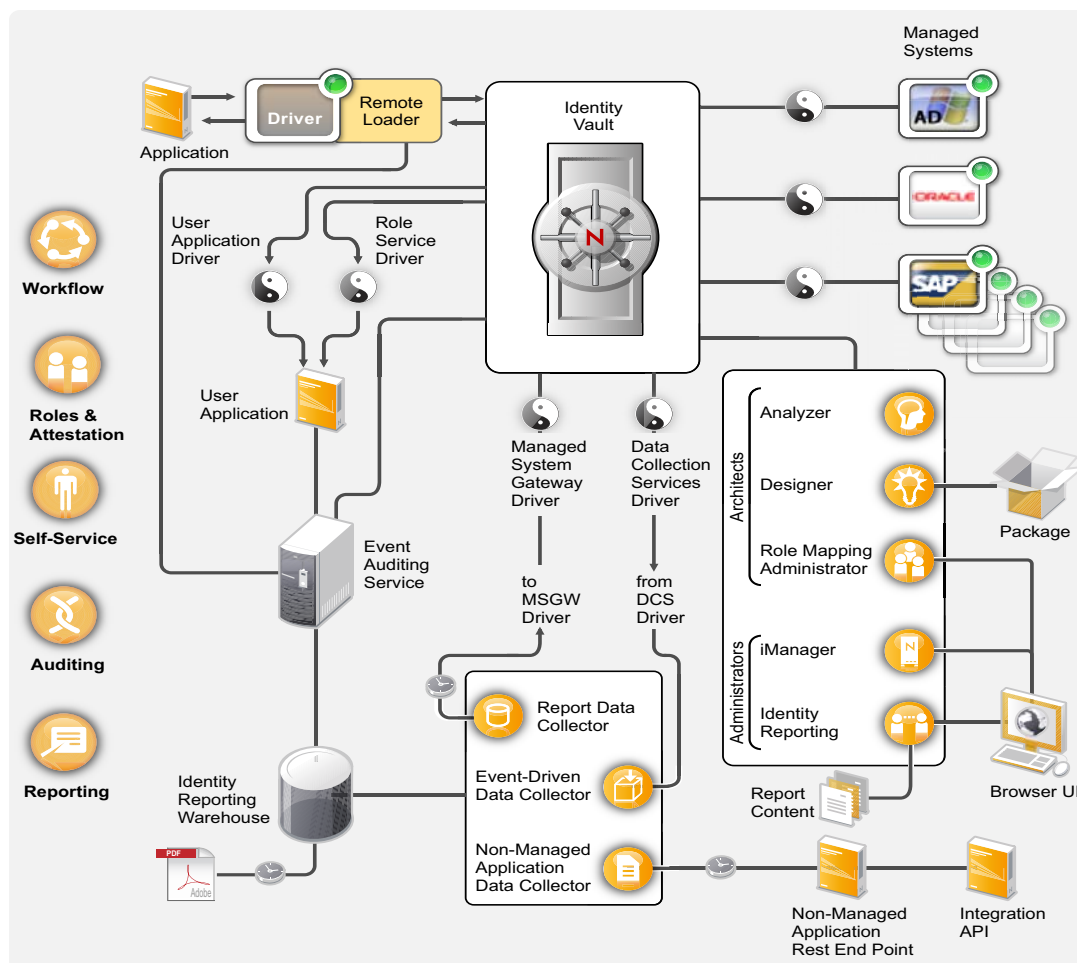 Managed
Systems
Application
Driver
Remote
Loader
Identity
Vault
N
AD
ORACLE
SAP
User
Application
Driver
Role
Service
Driver
Workflow
Roles &
Attestation
Self-Service
Auditing
Reporting
User
Application
Managed
System
Gateway
Driver
Data
Collection
Services
Driver
Event
Auditing
Service
to
MSGW
Driver
from
DCS
Driver
Architects
Analyzer
Designer
Role Mapping
Administrator
Administrators
iManager
N
Identity
Reporting
Package
Browser UI
Report
Content
Report Data
Collector
Event-Driven
Data Collector
Non-Managed
Application
Data Collector
Identity
Reporting
Warehouse
PDF
Adobe
Non-Managed
Application
Rest End Point
Integration
API